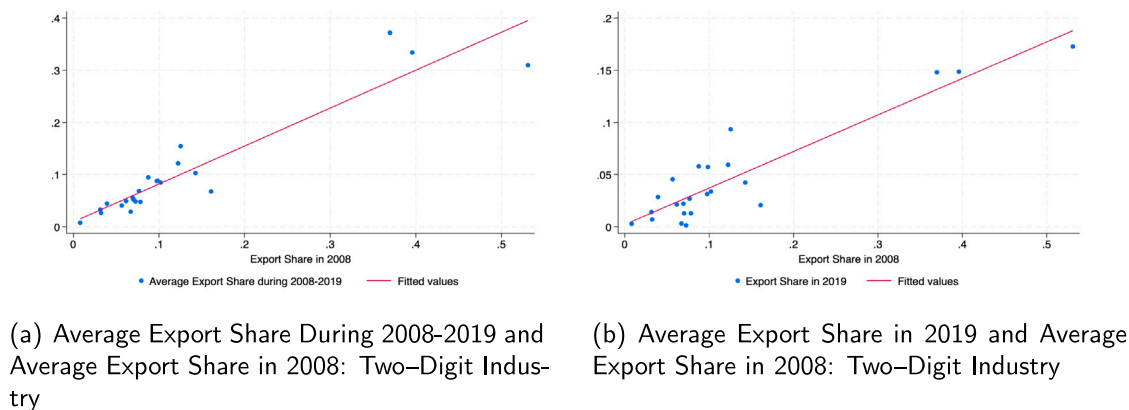 .4
.3
.2
.1
0
0
.1
.2
.3
.4
.5
Export Share in 2008
Average Export Share during 2008-2019
Fitted values
(a) Average Export Share During 2008-2019 and
Average Export Share in 2008: Two–Digit Indus-
try
.2
.15
.1
.05
0
0
.1
.2
.3
.4
.5
Export Share in 2008
Export Share in 2019
Fitted values
(b) Average Export Share in 2019 and Average
Export Share in 2008: Two–Digit Industry